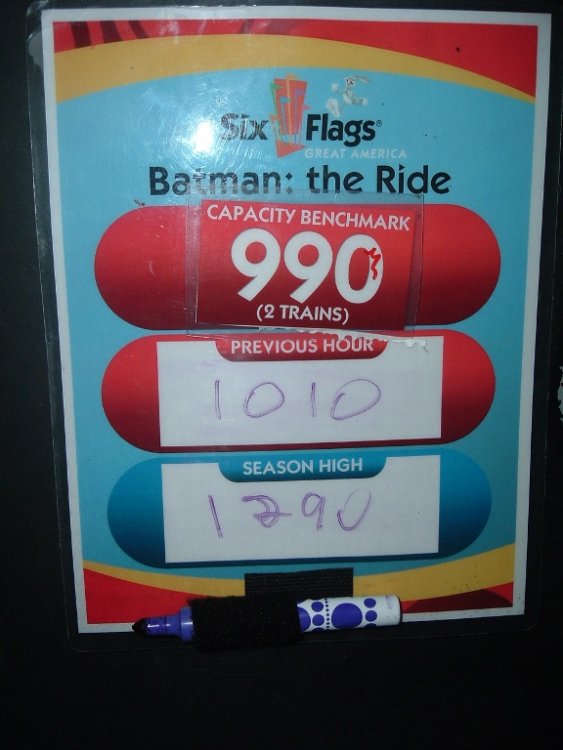 Six Flags®
GREAT AMERICA
Batman: the Ride
CAPACITY BENCHMARK
990
(2 TRAINS)
PREVIOUS HOUR
1010
SEASON HIGH
1290